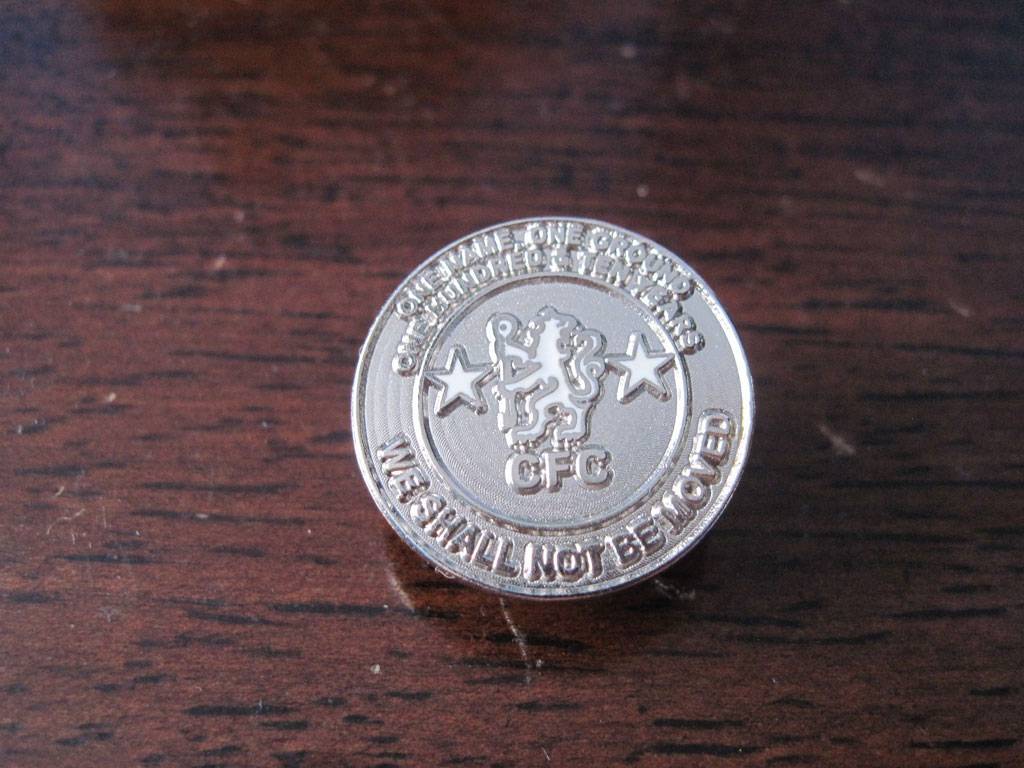 ONE NAME, ONE GROUND,
ONE HUNDRED + TEN YEARS
CFC
WE SHALL NOT BE MOVED